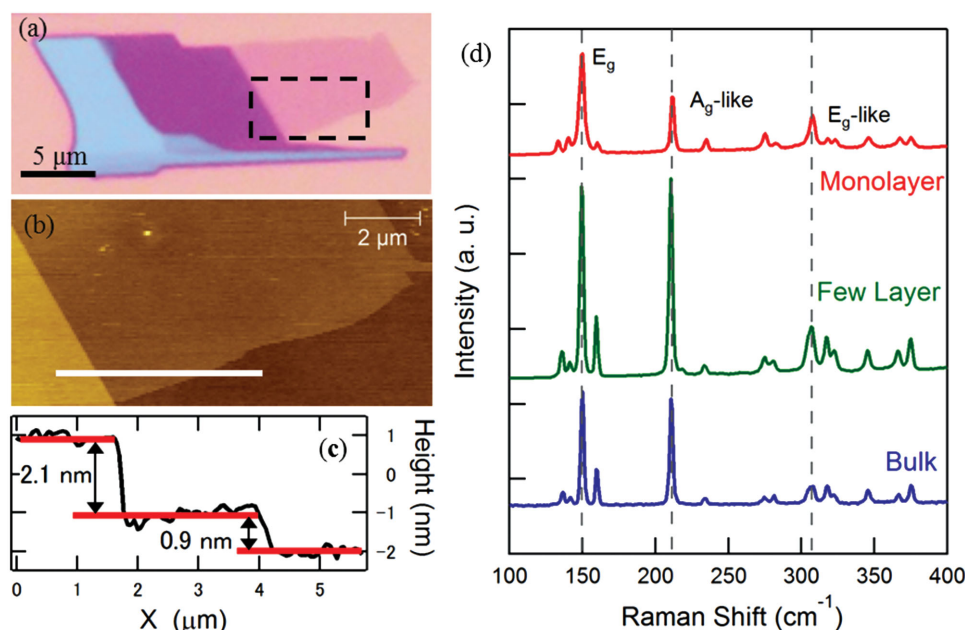 (a)
5 μm
(b)
2 μm
(c)
2.1 nm
0.9 nm
1
0
-1
-2
Height (nm)
0
1
2
3
4
5
X (μm)
(d)
Eg
Ag-like
Eg-like
Monolayer
Few Layer
Bulk
Intensity (a. u.)
100
150
200
250
300
350
400
Raman Shift (cm⁻¹)